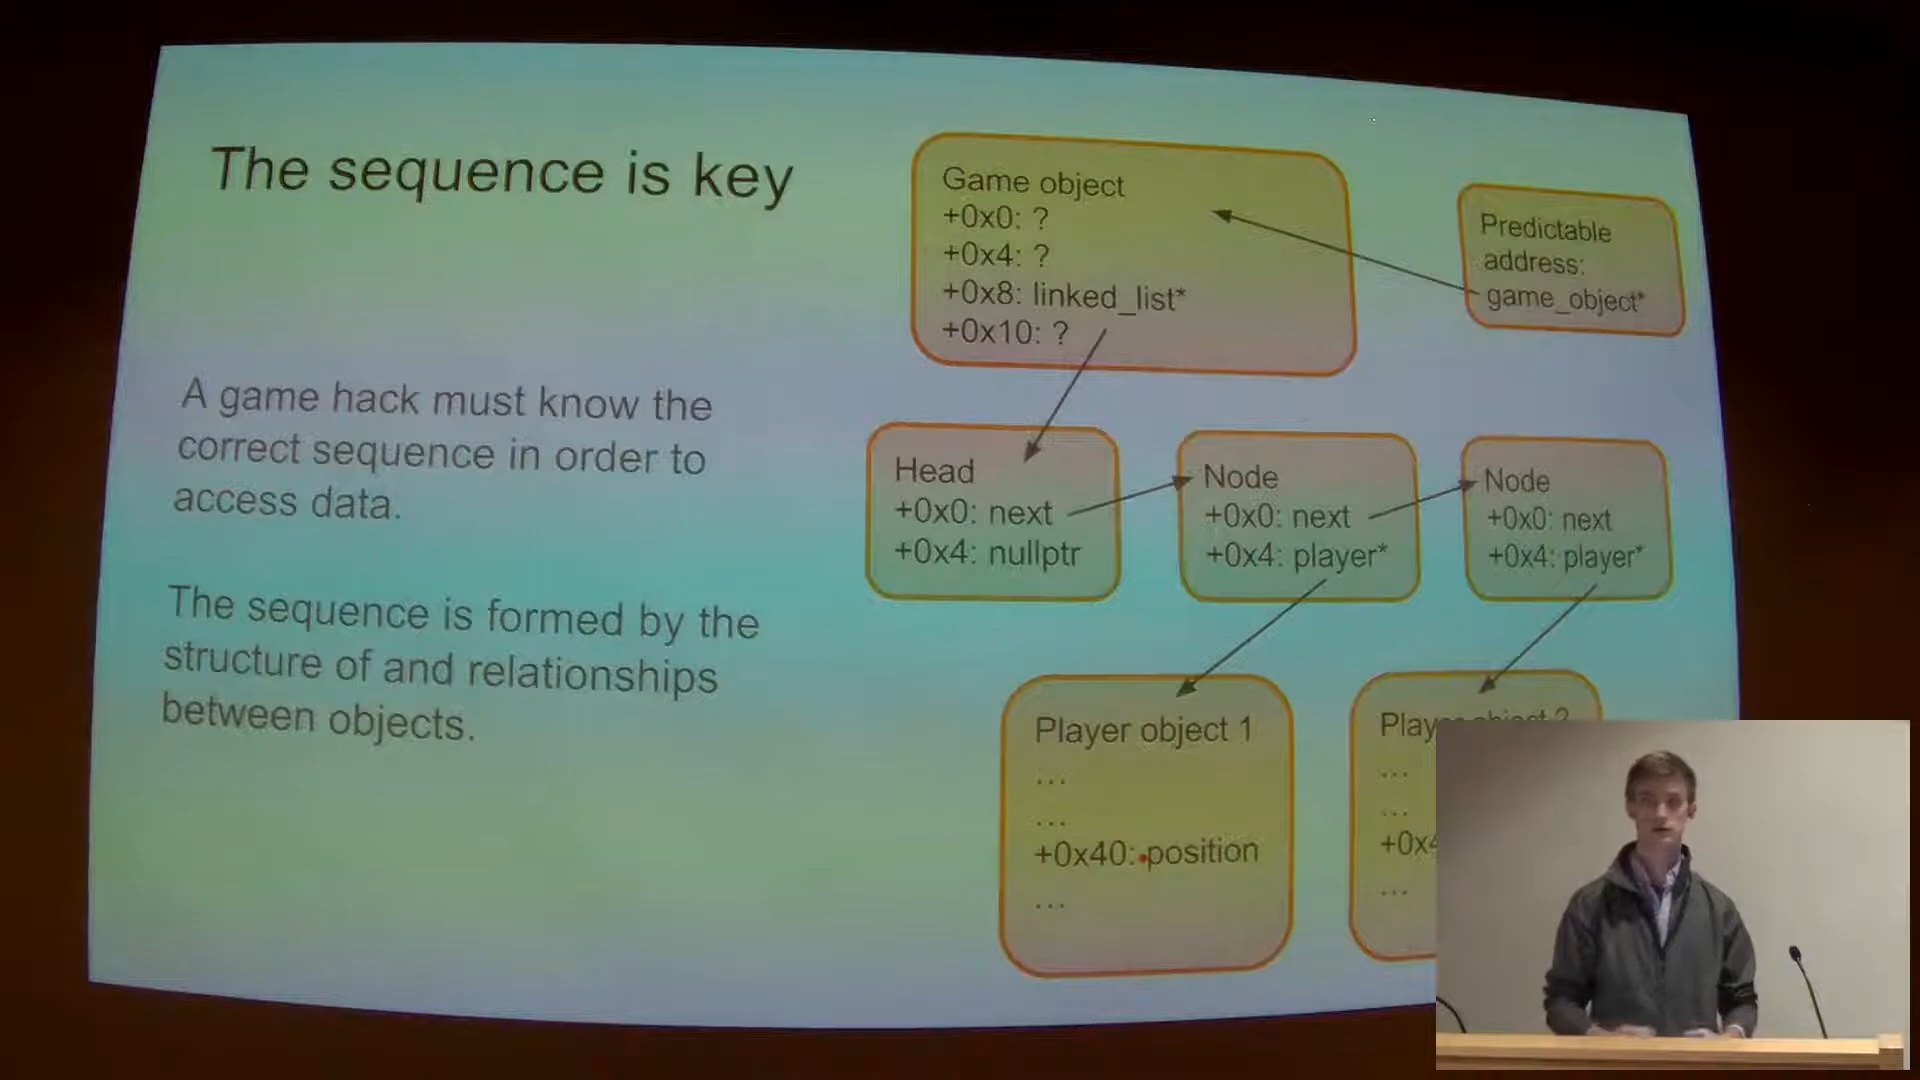 The sequence is key
A game hack must know the
correct sequence in order to
access data.
The sequence is formed by the
structure of and relationships
between objects.
Game object
+0x0: ?
+0x4: ?
+0x8: linked_list*
+0x10: ?
Predictable
address:
game_object*
Head
+0x0: next
+0x4: nullptr
Node
+0x0: next
+0x4: player*
Node
+0x0: next
+0x4: player*
Player object 1
...
...
+0x40: position
...
Player object 2
...
...
+0x4
...